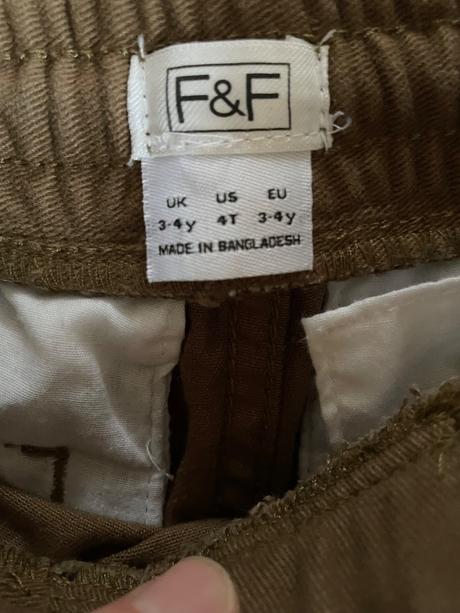 F&F
UK US EU
3-4y 4T 3-4y
MADE IN BANGLADESH